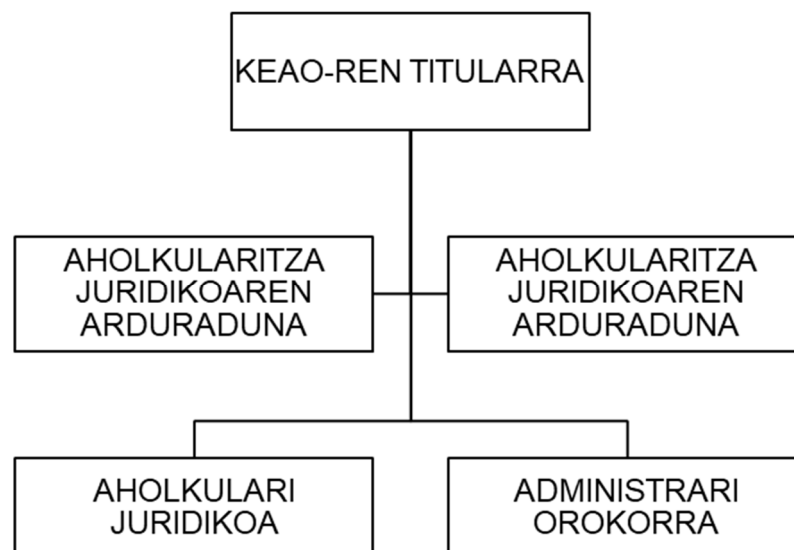 KEAO-REN TITULARRA
AHOLKULARITZA
JURIDIKOAREN
ARDURADUNA
AHOLKULARITZA
JURIDIKOAREN
ARDURADUNA
AHOLKULARI
JURIDIKOA
ADMINISTRARI
OROKORRA